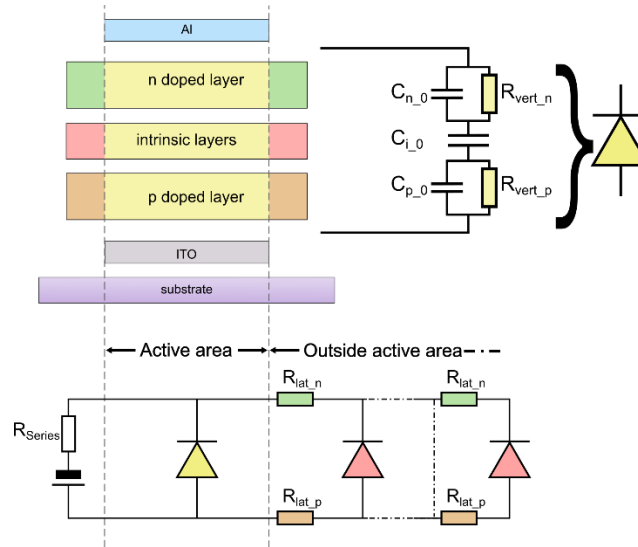 Al
n doped layer
intrinsic layers
p doped layer
ITO
substrate
C_n_0
R_vert_n
C_i_0
C_p_0
R_vert_p
Active area
Outside active area
R_Series
R_lat_n
R_lat_n
R_lat_p
R_lat_p